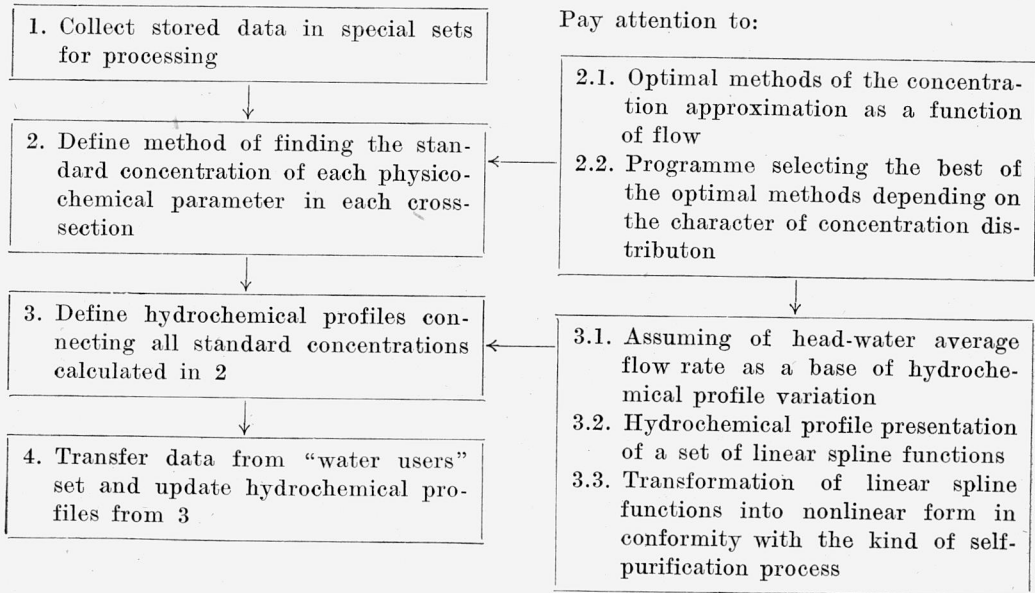 1. Collect stored data in special sets
for processing
2. Define method of finding the stan-
dard concentration of each physico-
chemical parameter in each cross-
section
3. Define hydrochemical profiles con-
necting all standard concentrations
calculated in 2
4. Transfer data from “water users”
set and update hydrochemical pro-
files from 3
Pay attention to:
2.1. Optimal methods of the concentra-
tion approximation as a function
of flow
2.2. Programme selecting the best of
the optimal methods depending on
the character of concentration dis-
tributon
3.1. Assuming of head-water average
flow rate as a base of hydroche-
mical profile variation
3.2. Hydrochemical profile presentation
of a set of linear spline functions
3.3. Transformation of linear spline
functions into nonlinear form in
conformity with the kind of self-
purification process